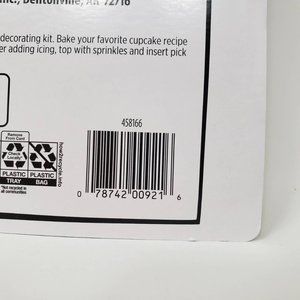 Inc., Bentonville, AR 72716
decorating kit. Bake your favorite cupcake recipe
er adding icing, top with sprinkles and insert pick
458166
Remove
From Card
Check
Locally*
PLASTIC
TRAY
PLASTIC
BAG
*Not recycled in
all communities
how2recycle.info
0 78742 00921 6